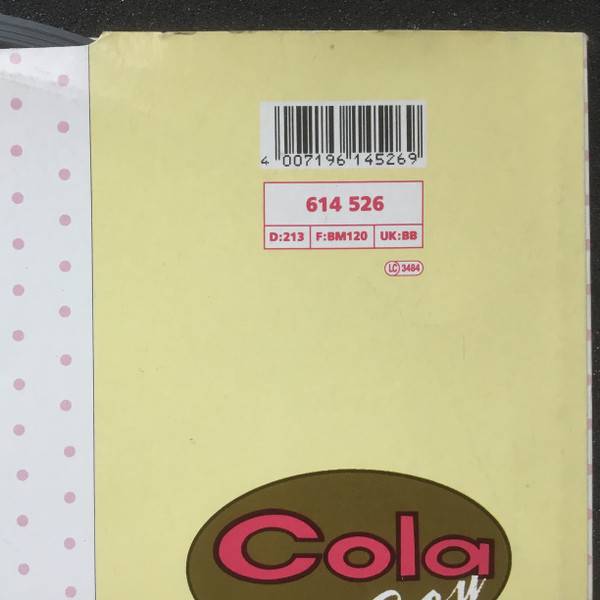 4 007196 145269
614 526
D:213 F:BM120 UK:BB
LC 3484
Cola